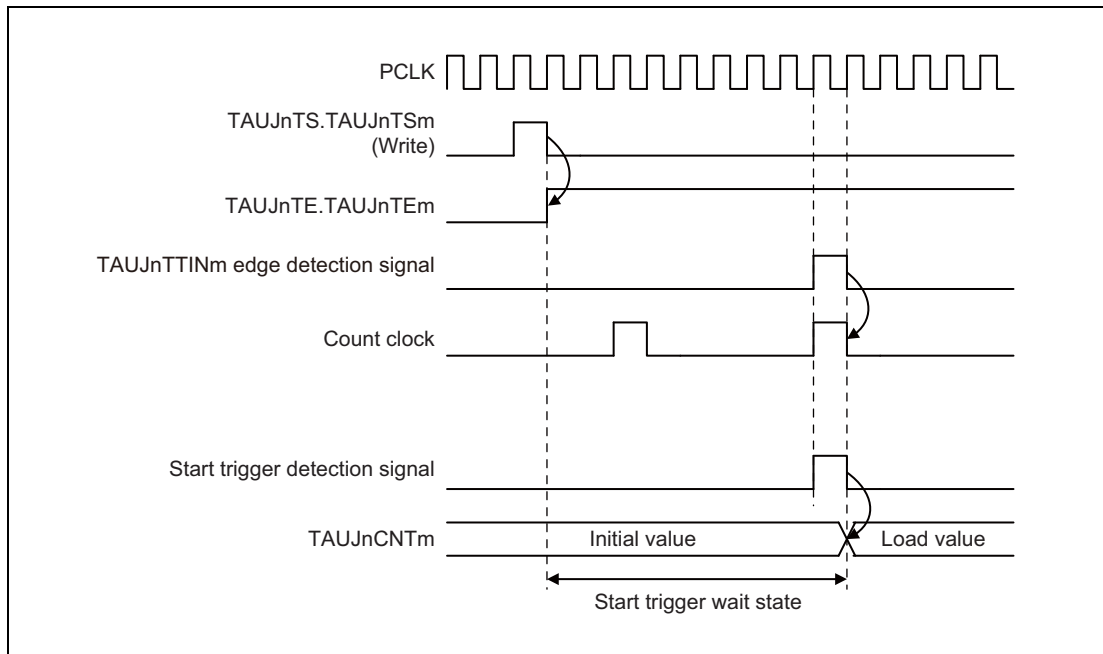 PCLK
TAUJnTS.TAUJnTSm
(Write)
TAUJnTE.TAUJnTEm
TAUJnTTINm edge detection signal
Count clock
Start trigger detection signal
TAUJnCNTm
Initial value
Load value
Start trigger wait state